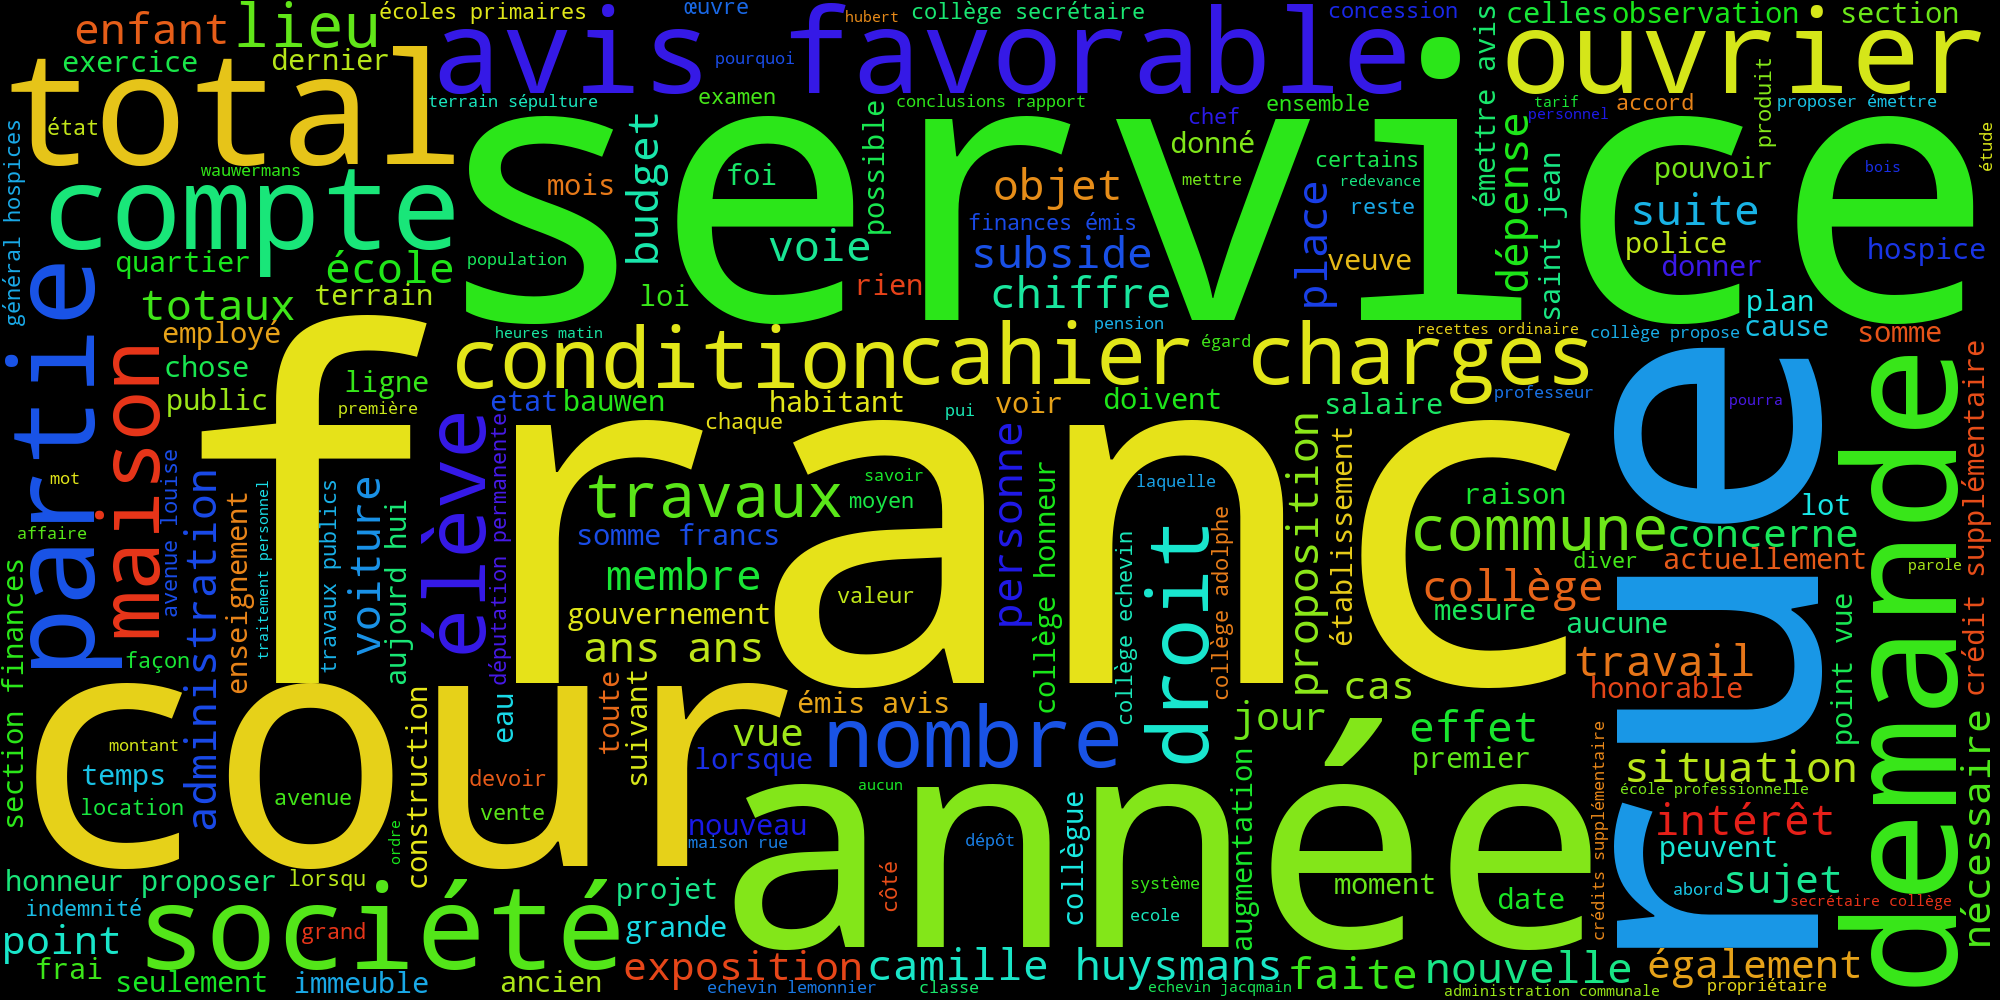 écoles primaires
œuvre
hubert
collège secrétaire
concession
celles
observation
section
enfant
lieu
avis favorable
pourquoi
ouvrier
exercice
dernier
total
émettre avis
terrain sépulture
examen
conclusions rapport
ensemble
tarif
accord
produit
proposer émettre
état
chef
personnel
général hospices
wauwermans
service
budget
foi
possible
donné
certains
dépense
pouvoir
bois
étude
compte
mois
objet
mettre
redevance
saint jean
suite
reste
finances émis
place
police
hospice
quartier
école
population
voie
subside
veuve
donner
totaux
terrain
loi
rien
chiffre
plan
partie
employé
heures matin
pension
recettes ordinaire
collège propose
cause
somme
maison
chose
condition
cahier charges
égard
ligne
public
première
etat
bauwen
habitant
pui
voir
doivent
salaire
professeur
pourra
chaque
franc
rue
demande
crédit supplémentaire
mot
avenue louise
administration
enseignement
traitement personnel
travaux publics
voiture
aujourd hui
élève
députation permanente
travaux
savoir
moyen
personne
collège honneur
laquelle
proposition
établissement
raison
lot
commune
concerne
affaire
somme francs
collège echevin
droit
collège adolphe
diver
actuellement
parole
membre
valeur
collège
mesure
section finances
gouvernement
aucune
point vue
façon
ans ans
travail
honorable
cas
cour
eau
toute
suivant
émis avis
construction
vue
nombre
jour
effet
premier
crédits supplémentaire
nécessaire
montant
temps
lorsque
situation
location
avenue
devoir
vente
aucun
année
collègue
augmentation
école professionnelle
ordre
nouveau
maison rue
dépôt
intérêt
peuvent
honneur proposer
lorsqu
société
projet
côté
système
moment
date
abord
sujet
indemnité
grand
grande
ecole
secrétaire collège
point
frai
seulement
immeuble
ancien
exposition
camille huysmans
faite
nouvelle
également
echevin lemonnier
classe
echevin jacqmain
administration communale
propriétaire